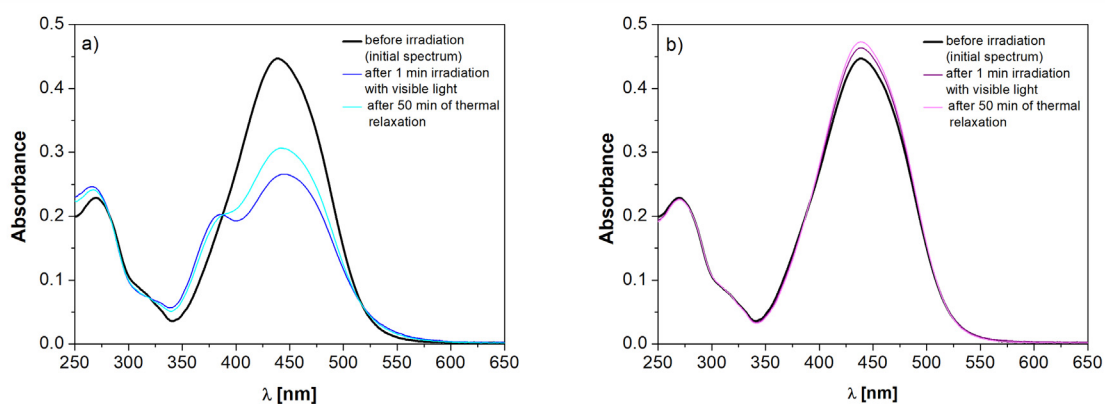 a)
before irradiation
(initial spectrum)
after 1 min irradiation
with visible light
after 50 min of thermal
relaxation
0.5
0.4
0.3
0.2
0.1
0.0
Absorbance
250 300 350 400 450 500 550 600 650
λ [nm]
b)
before irradiation
(initial spectrum)
after 1 min irradiation
with visible light
after 50 min of thermal
relaxation
0.5
0.4
0.3
0.2
0.1
0.0
Absorbance
250 300 350 400 450 500 550 600 650
λ [nm]